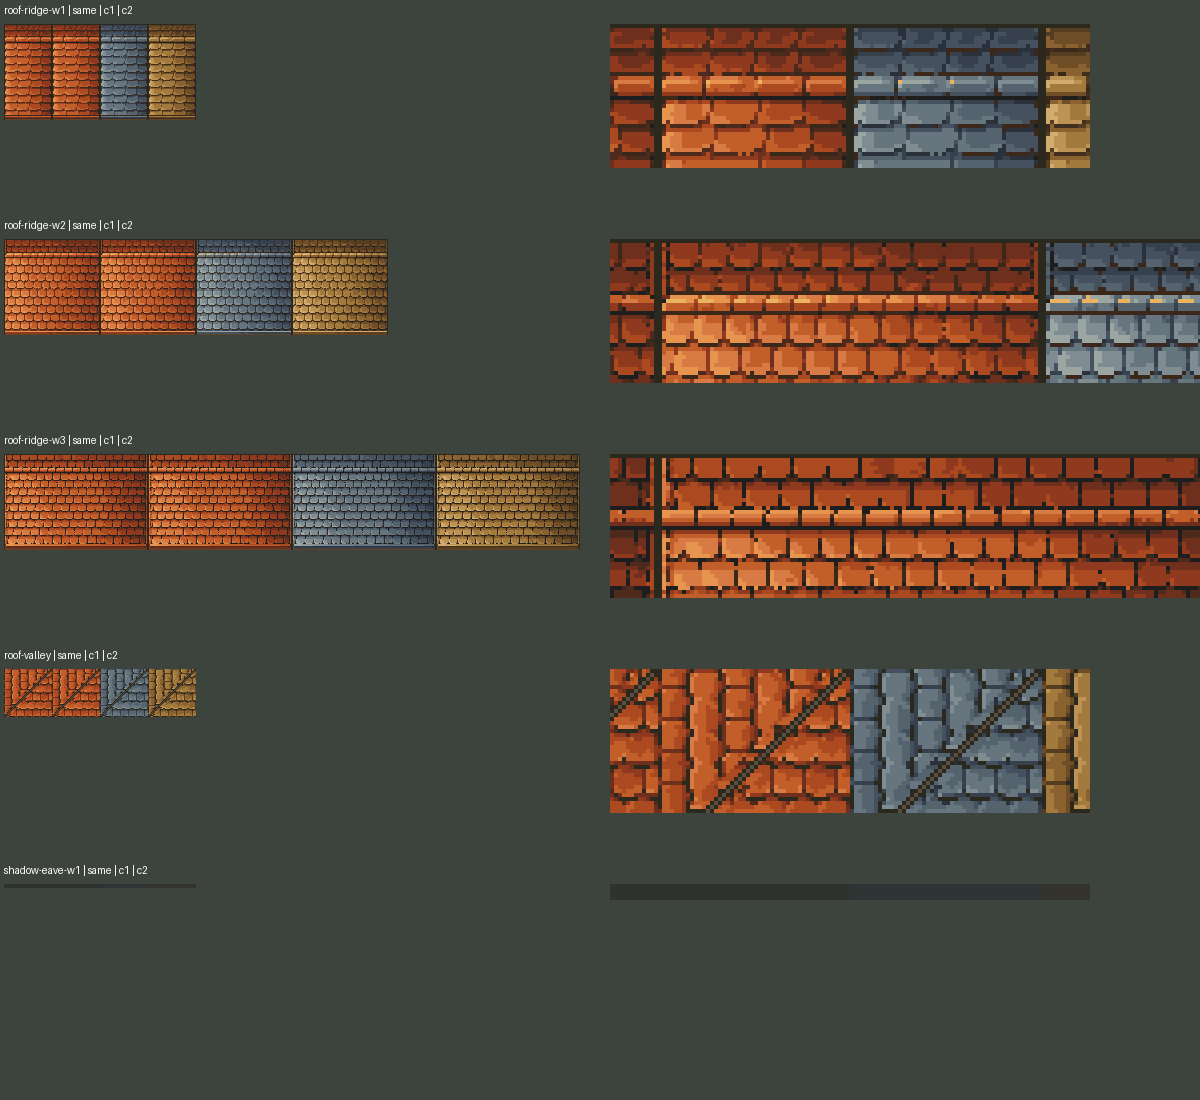 roof-ridge-w1 | same | c1 | c2
roof-ridge-w2 | same | c1 | c2
roof-ridge-w3 | same | c1 | c2
roof-valley | same | c1 | c2
shadow-eave-w1 | same | c1 | c2